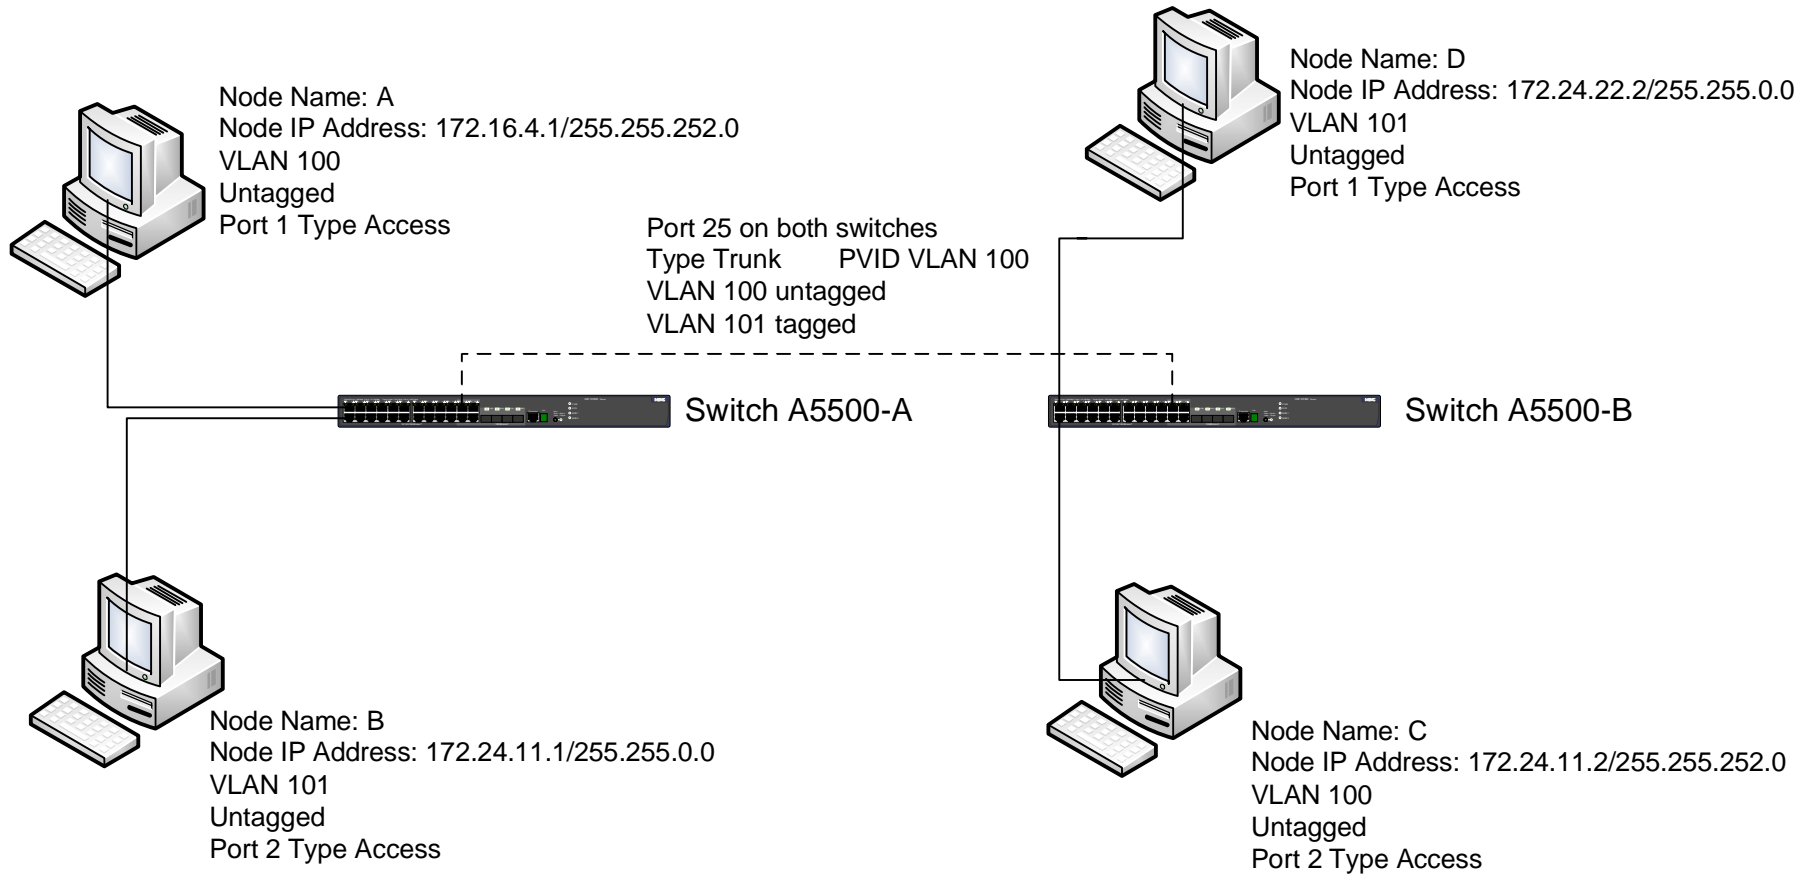 Node Name: A
Node IP Address: 172.16.4.1/255.255.252.0
VLAN 100
Untagged
Port 1 Type Access
Node Name: D
Node IP Address: 172.24.22.2/255.255.0.0
VLAN 101
Untagged
Port 1 Type Access
Port 25 on both switches
Type Trunk PVID VLAN 100
VLAN 100 untagged
VLAN 101 tagged
Switch A5500-A
Switch A5500-B
Node Name: B
Node IP Address: 172.24.11.1/255.255.0.0
VLAN 101
Untagged
Port 2 Type Access
Node Name: C
Node IP Address: 172.24.11.2/255.255.252.0
VLAN 100
Untagged
Port 2 Type Access